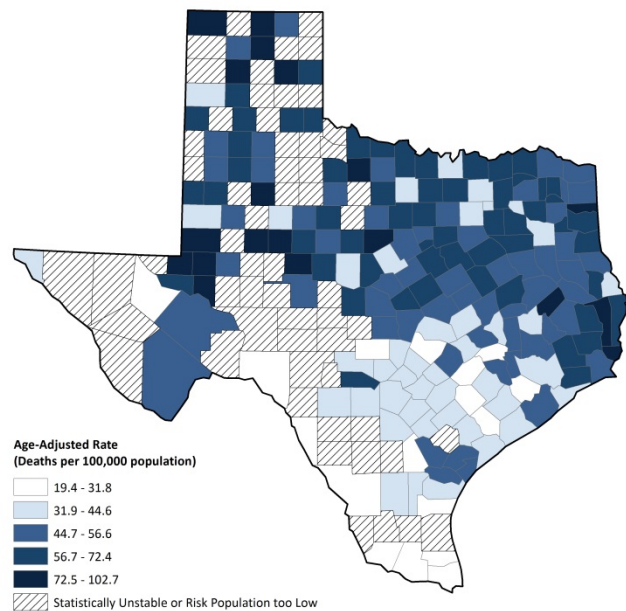 Age-Adjusted Rate
(Deaths per 100,000 population)
19.4 - 31.8
31.9 - 44.6
44.7 - 56.6
56.7 - 72.4
72.5 - 102.7
Statistically Unstable or Risk Population too Low